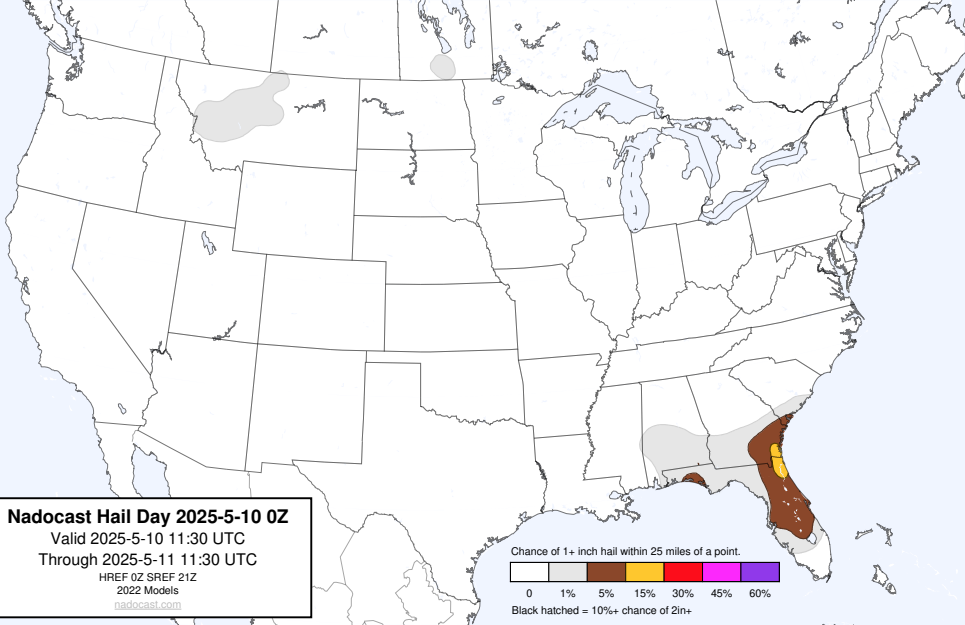 Nadocast Hail Day 2025-5-10 0Z
Valid 2025-5-10 11:30 UTC
Through 2025-5-11 11:30 UTC
HREF 0Z SREF 21Z
2022 Models
nadocast.com
Chance of 1+ inch hail within 25 miles of a point.
0 1% 5% 15% 30% 45% 60%
Black hatched = 10%+ chance of 2in+